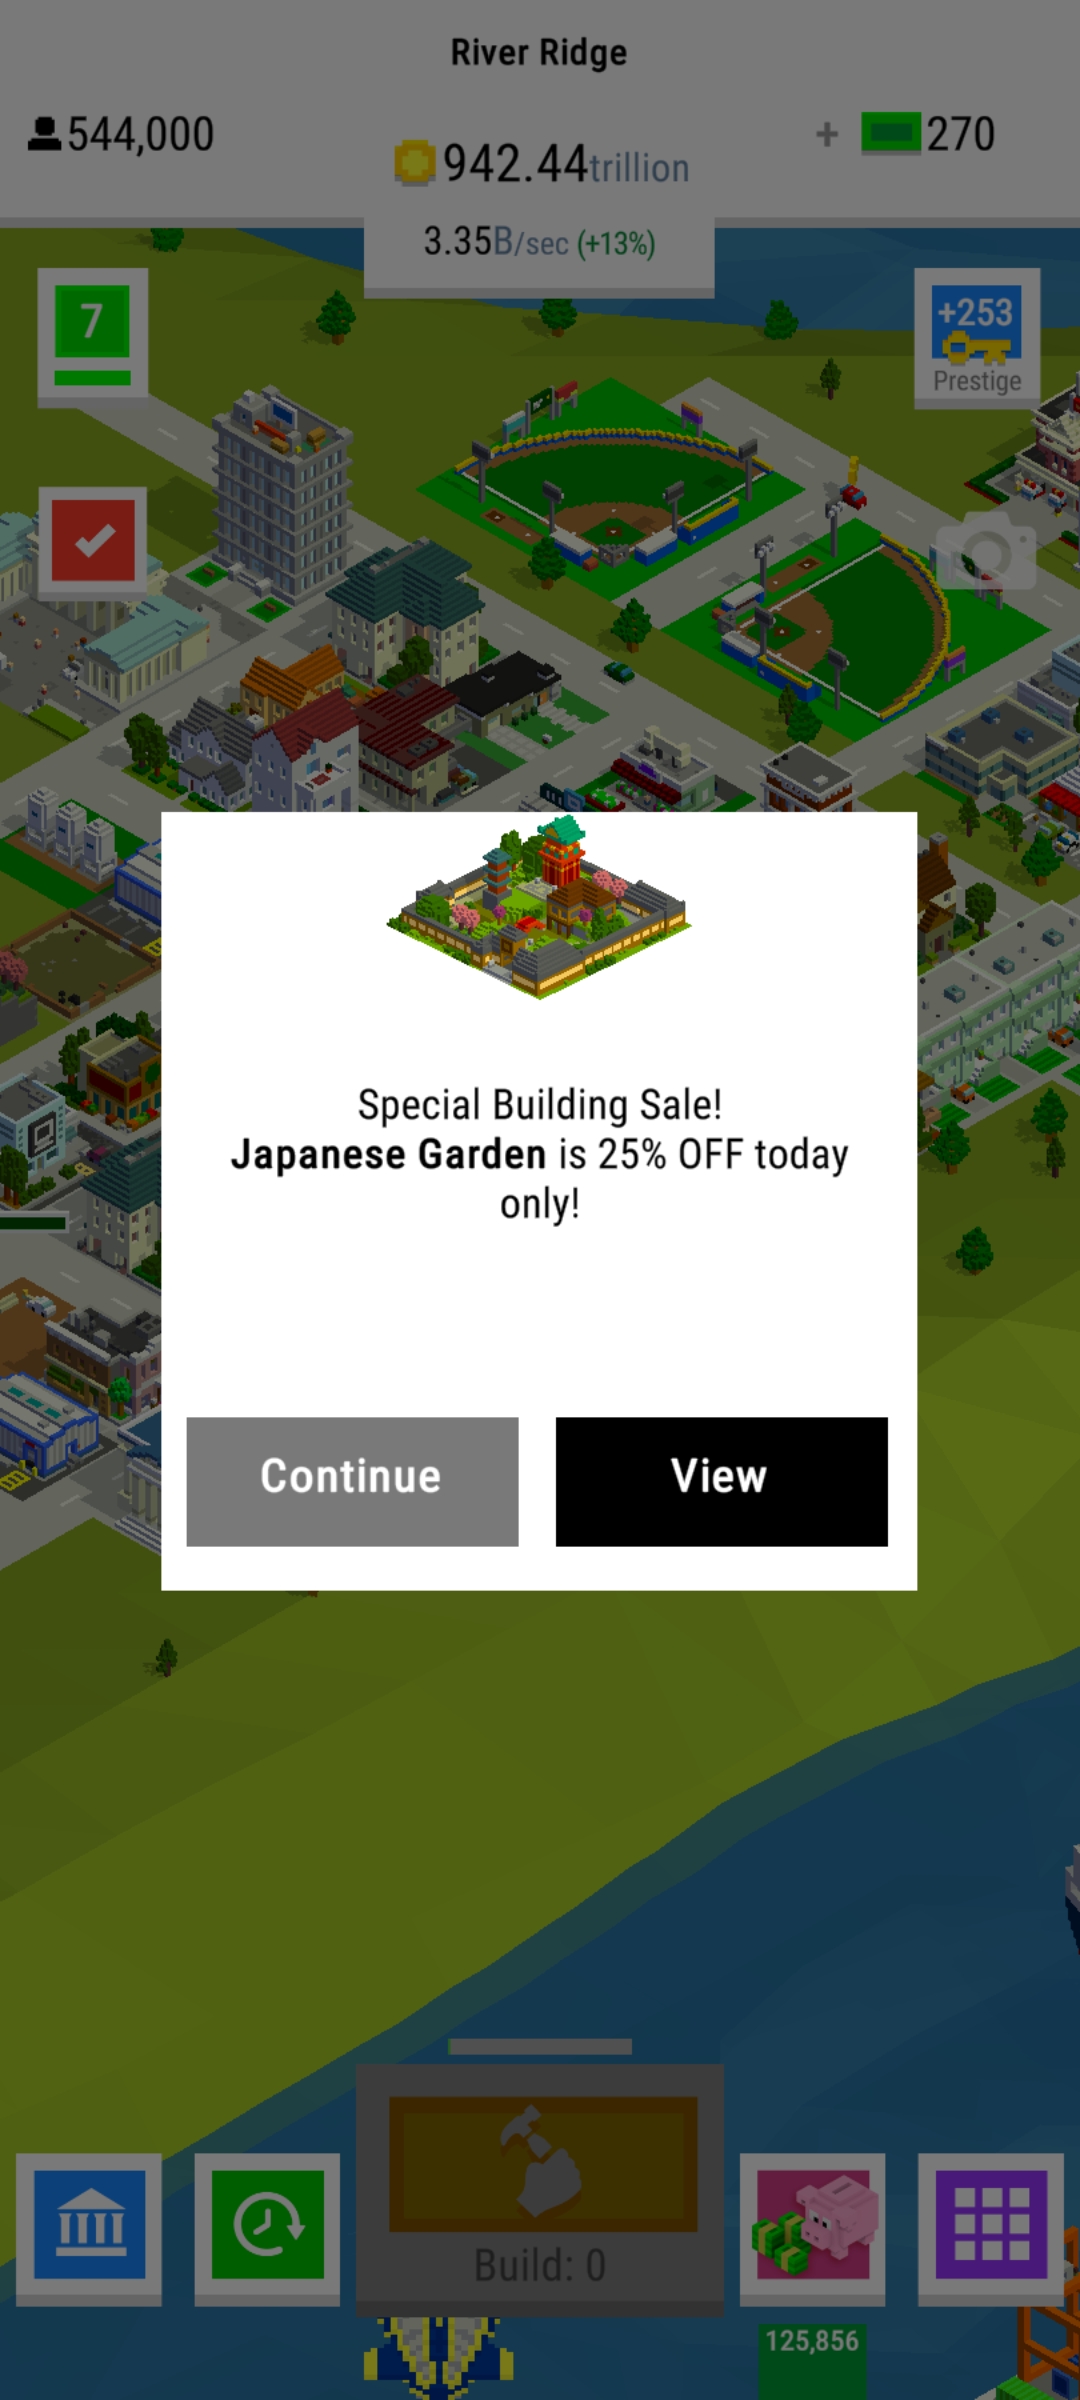 River Ridge
544,000
942.44trillion
+ 270
3.35B/sec (+13%)
7
+253
Prestige
Special Building Sale!
Japanese Garden is 25% OFF today
only!
Continue
View
Build: 0
125,856